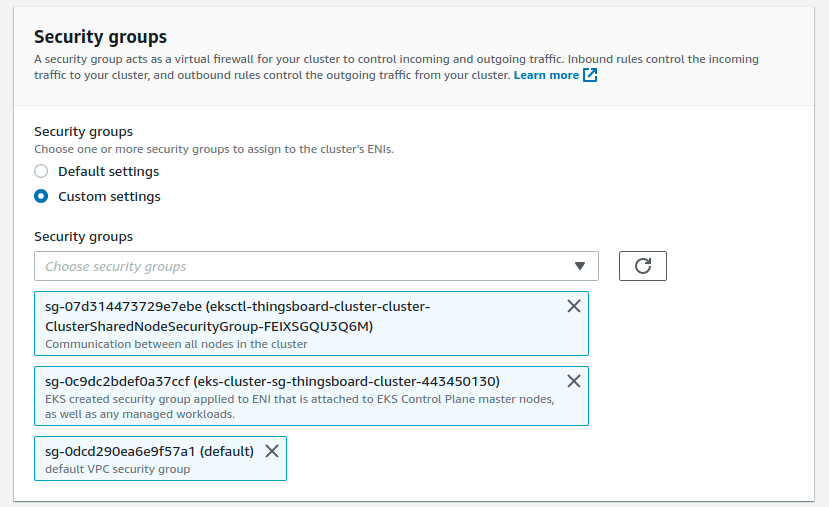 Security groups
A security group acts as a virtual firewall for your cluster to control incoming and outgoing traffic. Inbound rules control the incoming
traffic to your cluster, and outbound rules control the outgoing traffic from your cluster. Learn more
Security groups
Choose one or more security groups to assign to the cluster's ENIs.
Default settings
Custom settings
Security groups
Choose security groups
sg-07d314473729e7ebe (eksctl-thingsboard-cluster-cluster-
ClusterSharedNodeSecurityGroup-FEIXSGQU3Q6M)
Communication between all nodes in the cluster
sg-0c9dc2bdef0a37ccf (eks-cluster-sg-thingsboard-cluster-443450130)
EKS created security group applied to ENI that is attached to EKS Control Plane master nodes,
as well as any managed workloads.
sg-0dcd290ea6e9f57a1 (default)
default VPC security group